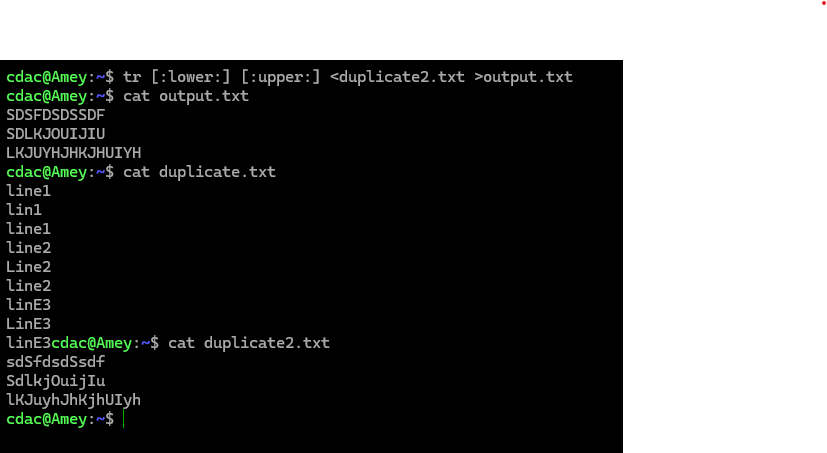 cdac@Amey:~$ tr [:lower:] [:upper:] <duplicate2.txt >output.txt
cdac@Amey:~$ cat output.txt
SDSFDSDSSDF
SDLKJOUIJIU
LKJUYHJHKJHUIYH
cdac@Amey:~$ cat duplicate.txt
line1
lin1
line1
line2
Line2
line2
linE3
LinE3
linE3cdac@Amey:~$ cat duplicate2.txt
sdSfdsdSsdf
SdlkjOuijIu
lKJuyhJhKjhUIyh
cdac@Amey:~$